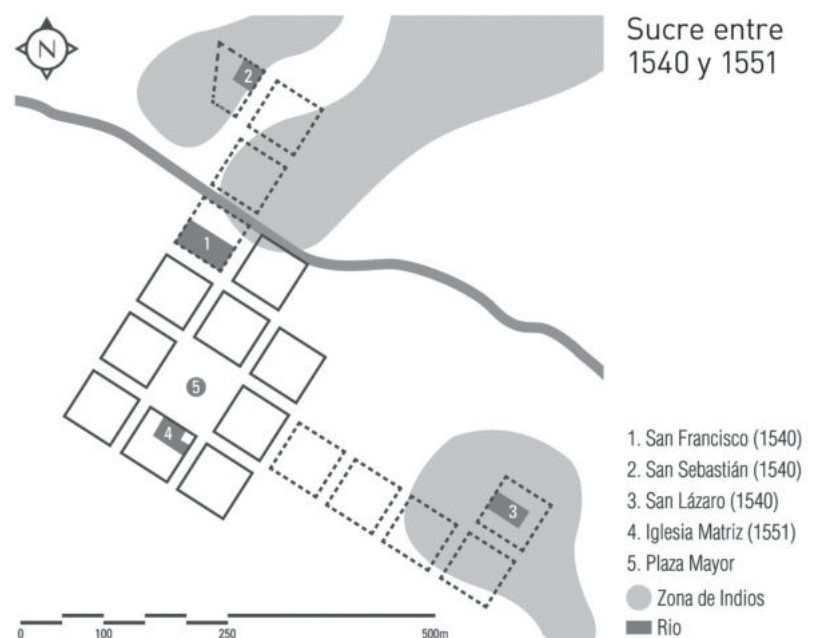 N
Sucre entre
1540 y 1551
2
1
5
4
3
1. San Francisco (1540)
2. San Sebastián (1540)
3. San Lázaro (1540)
4. Iglesia Matriz (1551)
5. Plaza Mayor
Zona de Indios
Rio
0 100 250 500m